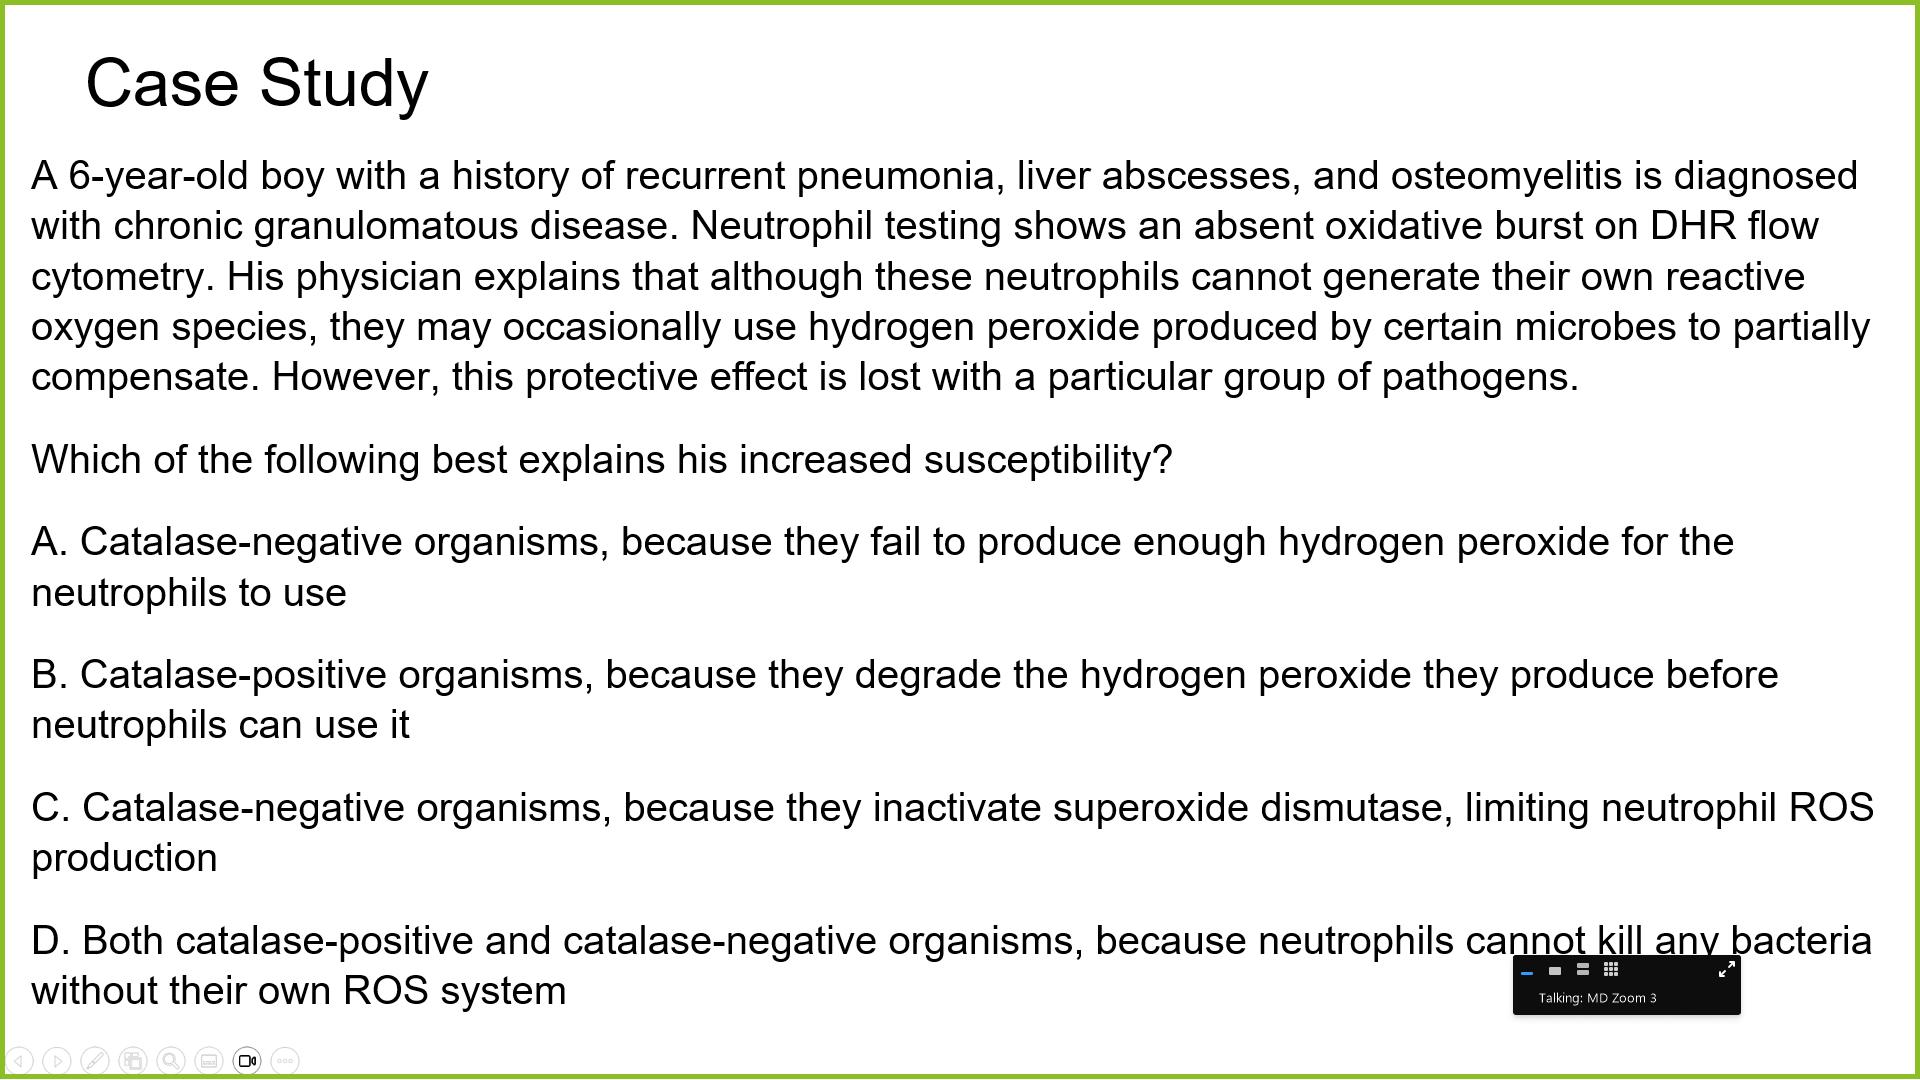 Case Study
A 6-year-old boy with a history of recurrent pneumonia, liver abscesses, and osteomyelitis is diagnosed
with chronic granulomatous disease. Neutrophil testing shows an absent oxidative burst on DHR flow
cytometry. His physician explains that although these neutrophils cannot generate their own reactive
oxygen species, they may occasionally use hydrogen peroxide produced by certain microbes to partially
compensate. However, this protective effect is lost with a particular group of pathogens.
Which of the following best explains his increased susceptibility?
A. Catalase-negative organisms, because they fail to produce enough hydrogen peroxide for the
neutrophils to use
B. Catalase-positive organisms, because they degrade the hydrogen peroxide they produce before
neutrophils can use it
C. Catalase-negative organisms, because they inactivate superoxide dismutase, limiting neutrophil ROS
production
D. Both catalase-positive and catalase-negative organisms, because neutrophils cannot kill any bacteria
without their own ROS system
Talking: MD Zoom 3